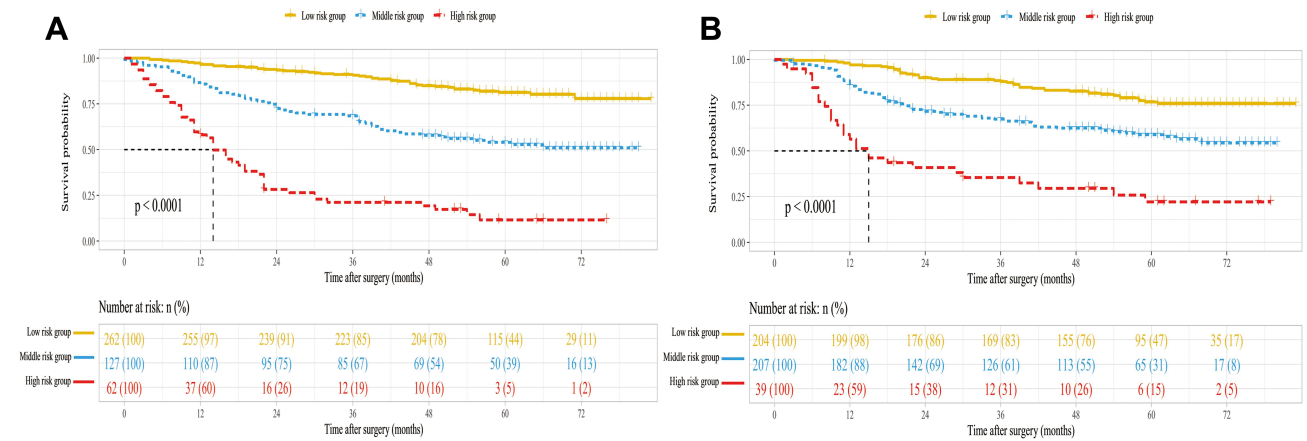 A
Low risk group Middle risk group High risk group
Survival probability
1.00
0.75
0.50
0.25
0.00
p < 0.0001
0 12 24 36 48 60 72
Time after surgery (months)
Number at risk: n (%)
Low risk group 262 (100) 255 (97) 239 (91) 223 (85) 204 (78) 115 (44) 29 (11)
Middle risk group 127 (100) 110 (87) 95 (75) 85 (67) 69 (54) 50 (39) 16 (13)
High risk group 62 (100) 37 (60) 16 (26) 12 (19) 10 (16) 3 (5) 1 (2)
0 12 24 36 48 60 72
Time after surgery (months)
B
Low risk group Middle risk group High risk group
Survival probability
1.00
0.75
0.50
0.25
0.00
p < 0.0001
0 12 24 36 48 60 72
Time after surgery (months)
Number at risk: n (%)
Low risk group 204 (100) 199 (98) 176 (86) 169 (83) 155 (76) 95 (47) 35 (17)
Middle risk group 207 (100) 182 (88) 142 (69) 126 (61) 113 (55) 65 (31) 17 (8)
High risk group 39 (100) 23 (59) 15 (38) 12 (31) 10 (26) 6 (15) 2 (5)
0 12 24 36 48 60 72
Time after surgery (months)